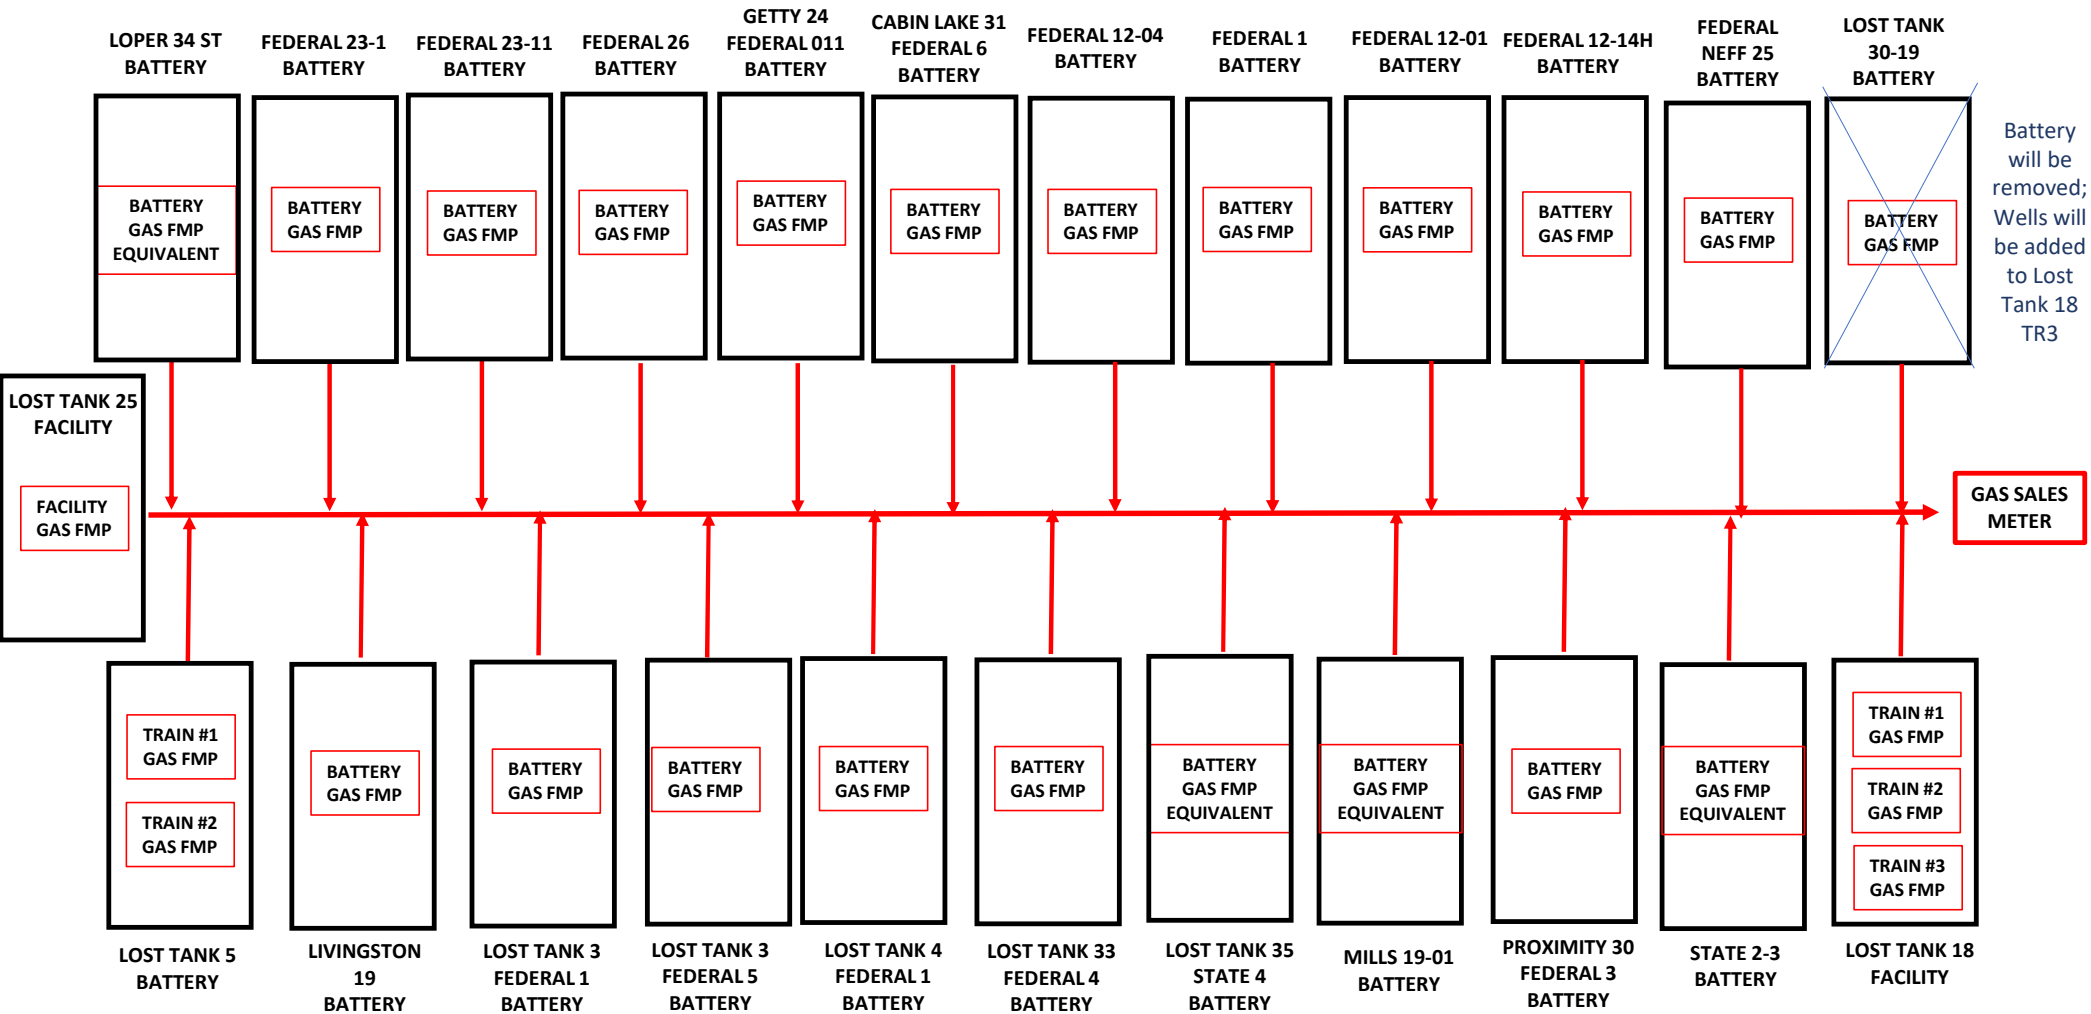 LOPER 34 ST
BATTERY
FEDERAL 23-1
BATTERY
FEDERAL 23-11
BATTERY
FEDERAL 26
BATTERY
GETTY 24
FEDERAL 011
BATTERY
CABIN LAKE 31
FEDERAL 6
BATTERY
FEDERAL 12-04
BATTERY
FEDERAL 1
BATTERY
FEDERAL 12-01
BATTERY
FEDERAL 12-14H
BATTERY
FEDERAL
NEFF 25
BATTERY
LOST TANK
30-19
BATTERY
BATTERY
GAS FMP
EQUIVALENT
BATTERY
GAS FMP
BATTERY
GAS FMP
BATTERY
GAS FMP
BATTERY
GAS FMP
BATTERY
GAS FMP
BATTERY
GAS FMP
BATTERY
GAS FMP
BATTERY
GAS FMP
BATTERY
GAS FMP
BATTERY
GAS FMP
BATTERY
GAS FMP
Battery
will be
removed;
Wells will
be added
to Lost
Tank 18
TR3
LOST TANK 25
FACILITY
FACILITY
GAS FMP
GAS SALES
METER
TRAIN #1
GAS FMP
TRAIN #2
GAS FMP
BATTERY
GAS FMP
BATTERY
GAS FMP
BATTERY
GAS FMP
BATTERY
GAS FMP
BATTERY
GAS FMP
BATTERY
GAS FMP
EQUIVALENT
BATTERY
GAS FMP
EQUIVALENT
BATTERY
GAS FMP
BATTERY
GAS FMP
EQUIVALENT
TRAIN #1
GAS FMP
TRAIN #2
GAS FMP
TRAIN #3
GAS FMP
LOST TANK 5
BATTERY
LIVINGSTON
19
BATTERY
LOST TANK 3
FEDERAL 1
BATTERY
LOST TANK 3
FEDERAL 5
BATTERY
LOST TANK 4
FEDERAL 1
BATTERY
LOST TANK 33
FEDERAL 4
BATTERY
LOST TANK 35
STATE 4
BATTERY
MILLS 19-01
BATTERY
PROXIMITY 30
FEDERAL 3
BATTERY
STATE 2-3
BATTERY
LOST TANK 18
FACILITY